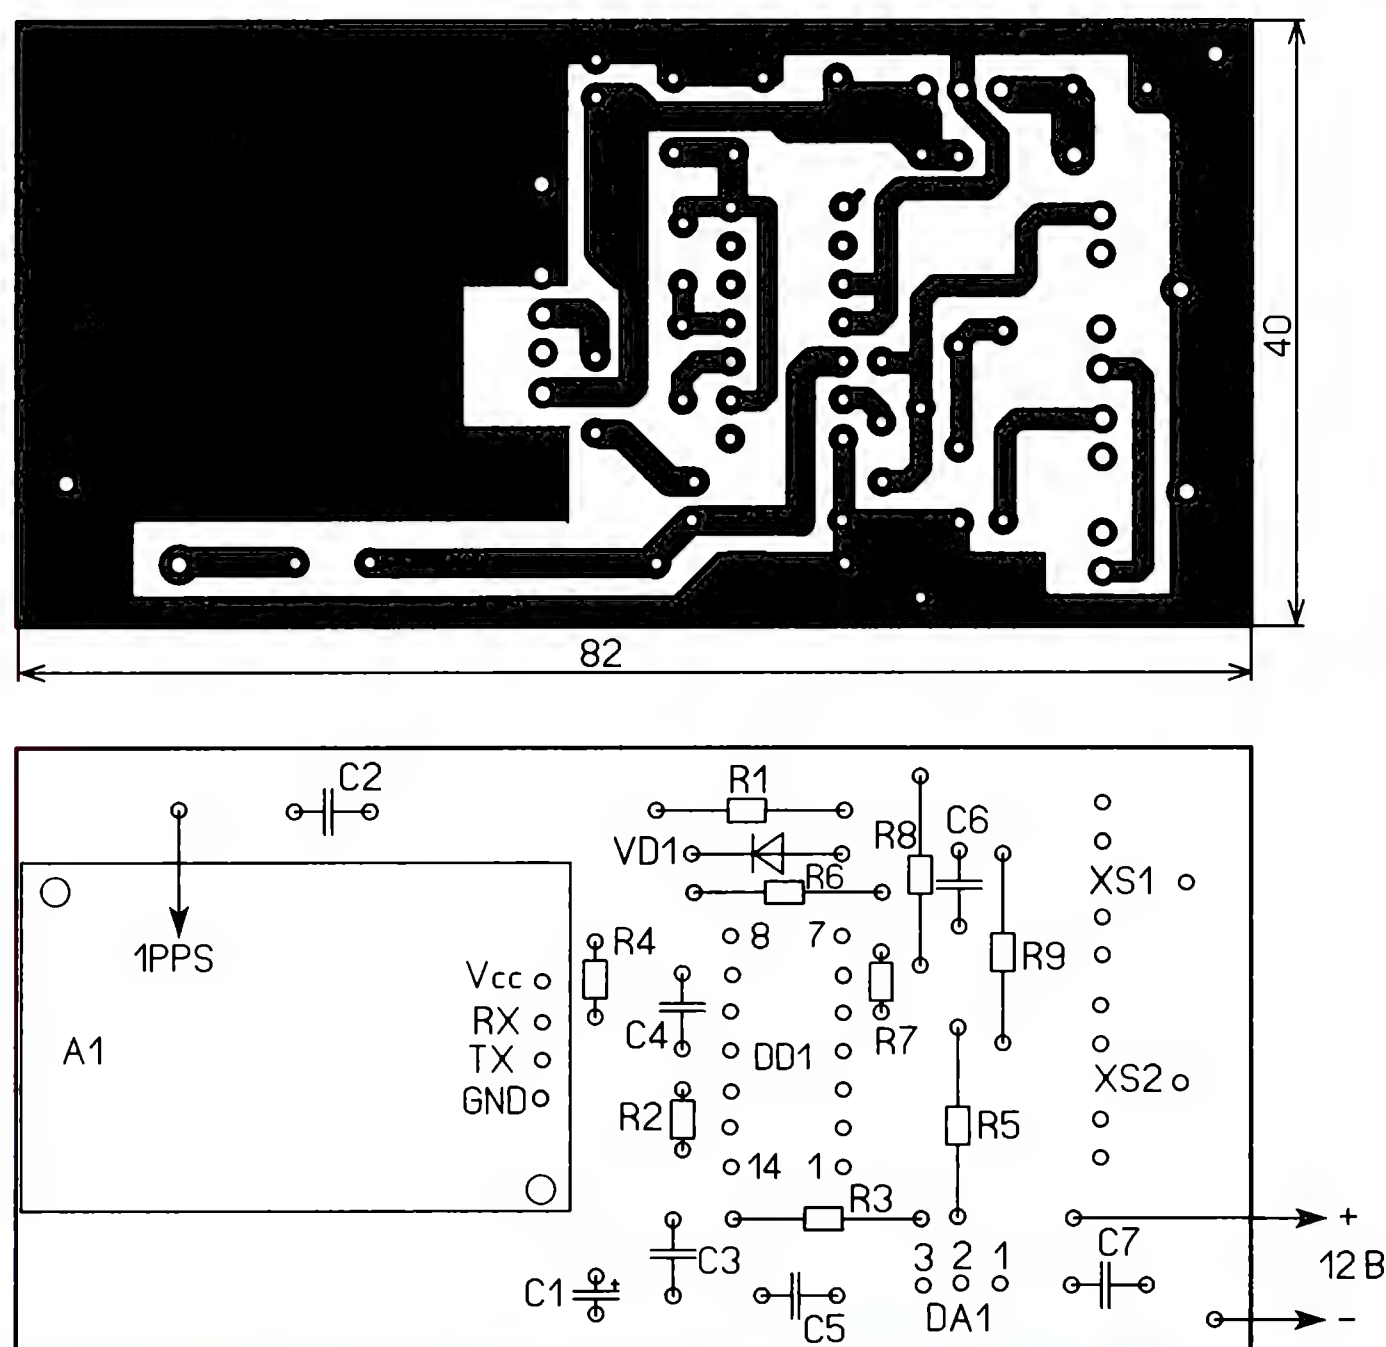 40
82
C2
R1
C6
R8
VD1
R6
XS1
8 7
R4
1PPS
R9
Vcc
RX
C4
R7
A1
DD1
TX
XS2
GND
R2
R5
14 1
R3
+
C7
3 2 1
C3
12 В
C1 +
DA1
C5
–